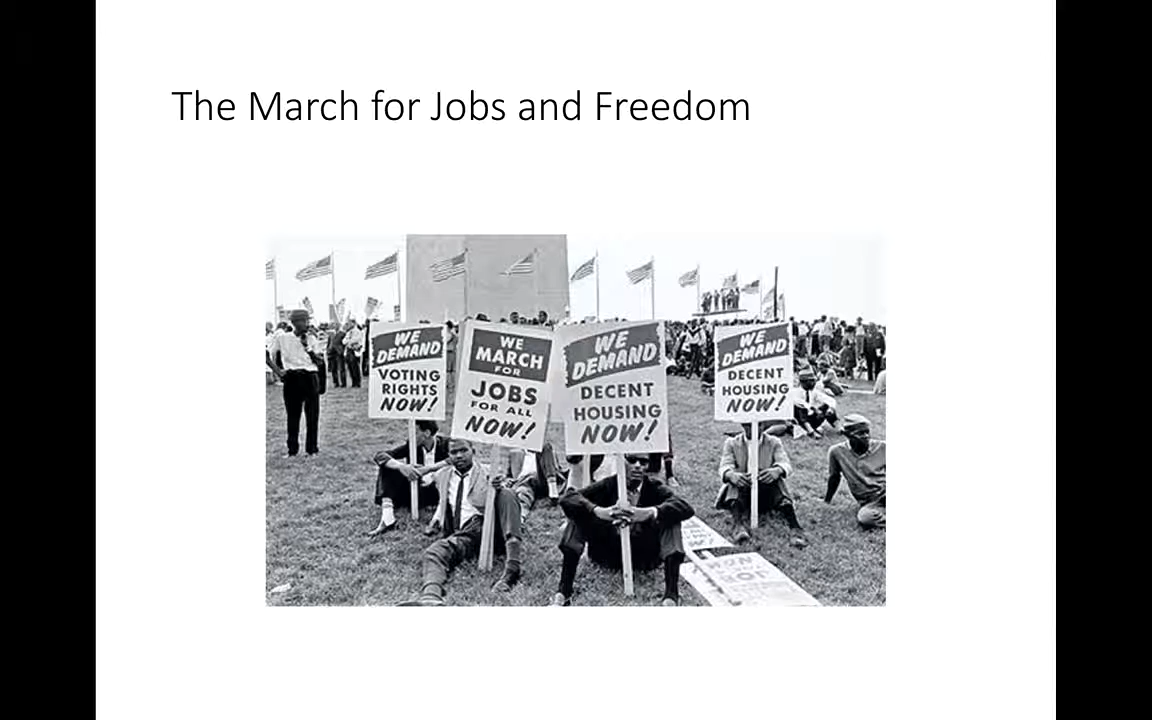 The March for Jobs and Freedom
WE
DEMAND
VOTING
RIGHTS
NOW!
WE
MARCH
FOR
JOBS
FOR ALL
NOW!
WE
DEMAND
DECENT
HOUSING
NOW!
WE
DEMAND
DECENT
HOUSING
NOW!